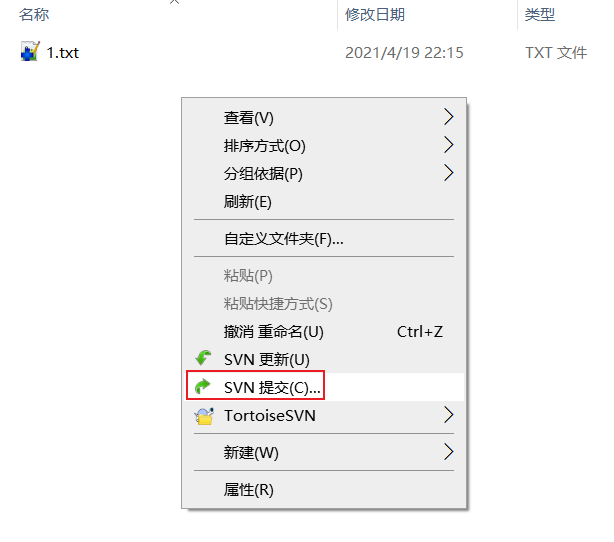 名称 修改日期 类型
1.txt 2021/4/19 22:15 TXT 文件
查看(V)
排序方式(O)
分组依据(P)
刷新(E)
自定义文件夹(F)...
粘贴(P)
粘贴快捷方式(S)
撤消 重命名(U) Ctrl+Z
SVN 更新(U)
SVN 提交(C)...
TortoiseSVN
新建(W)
属性(R)